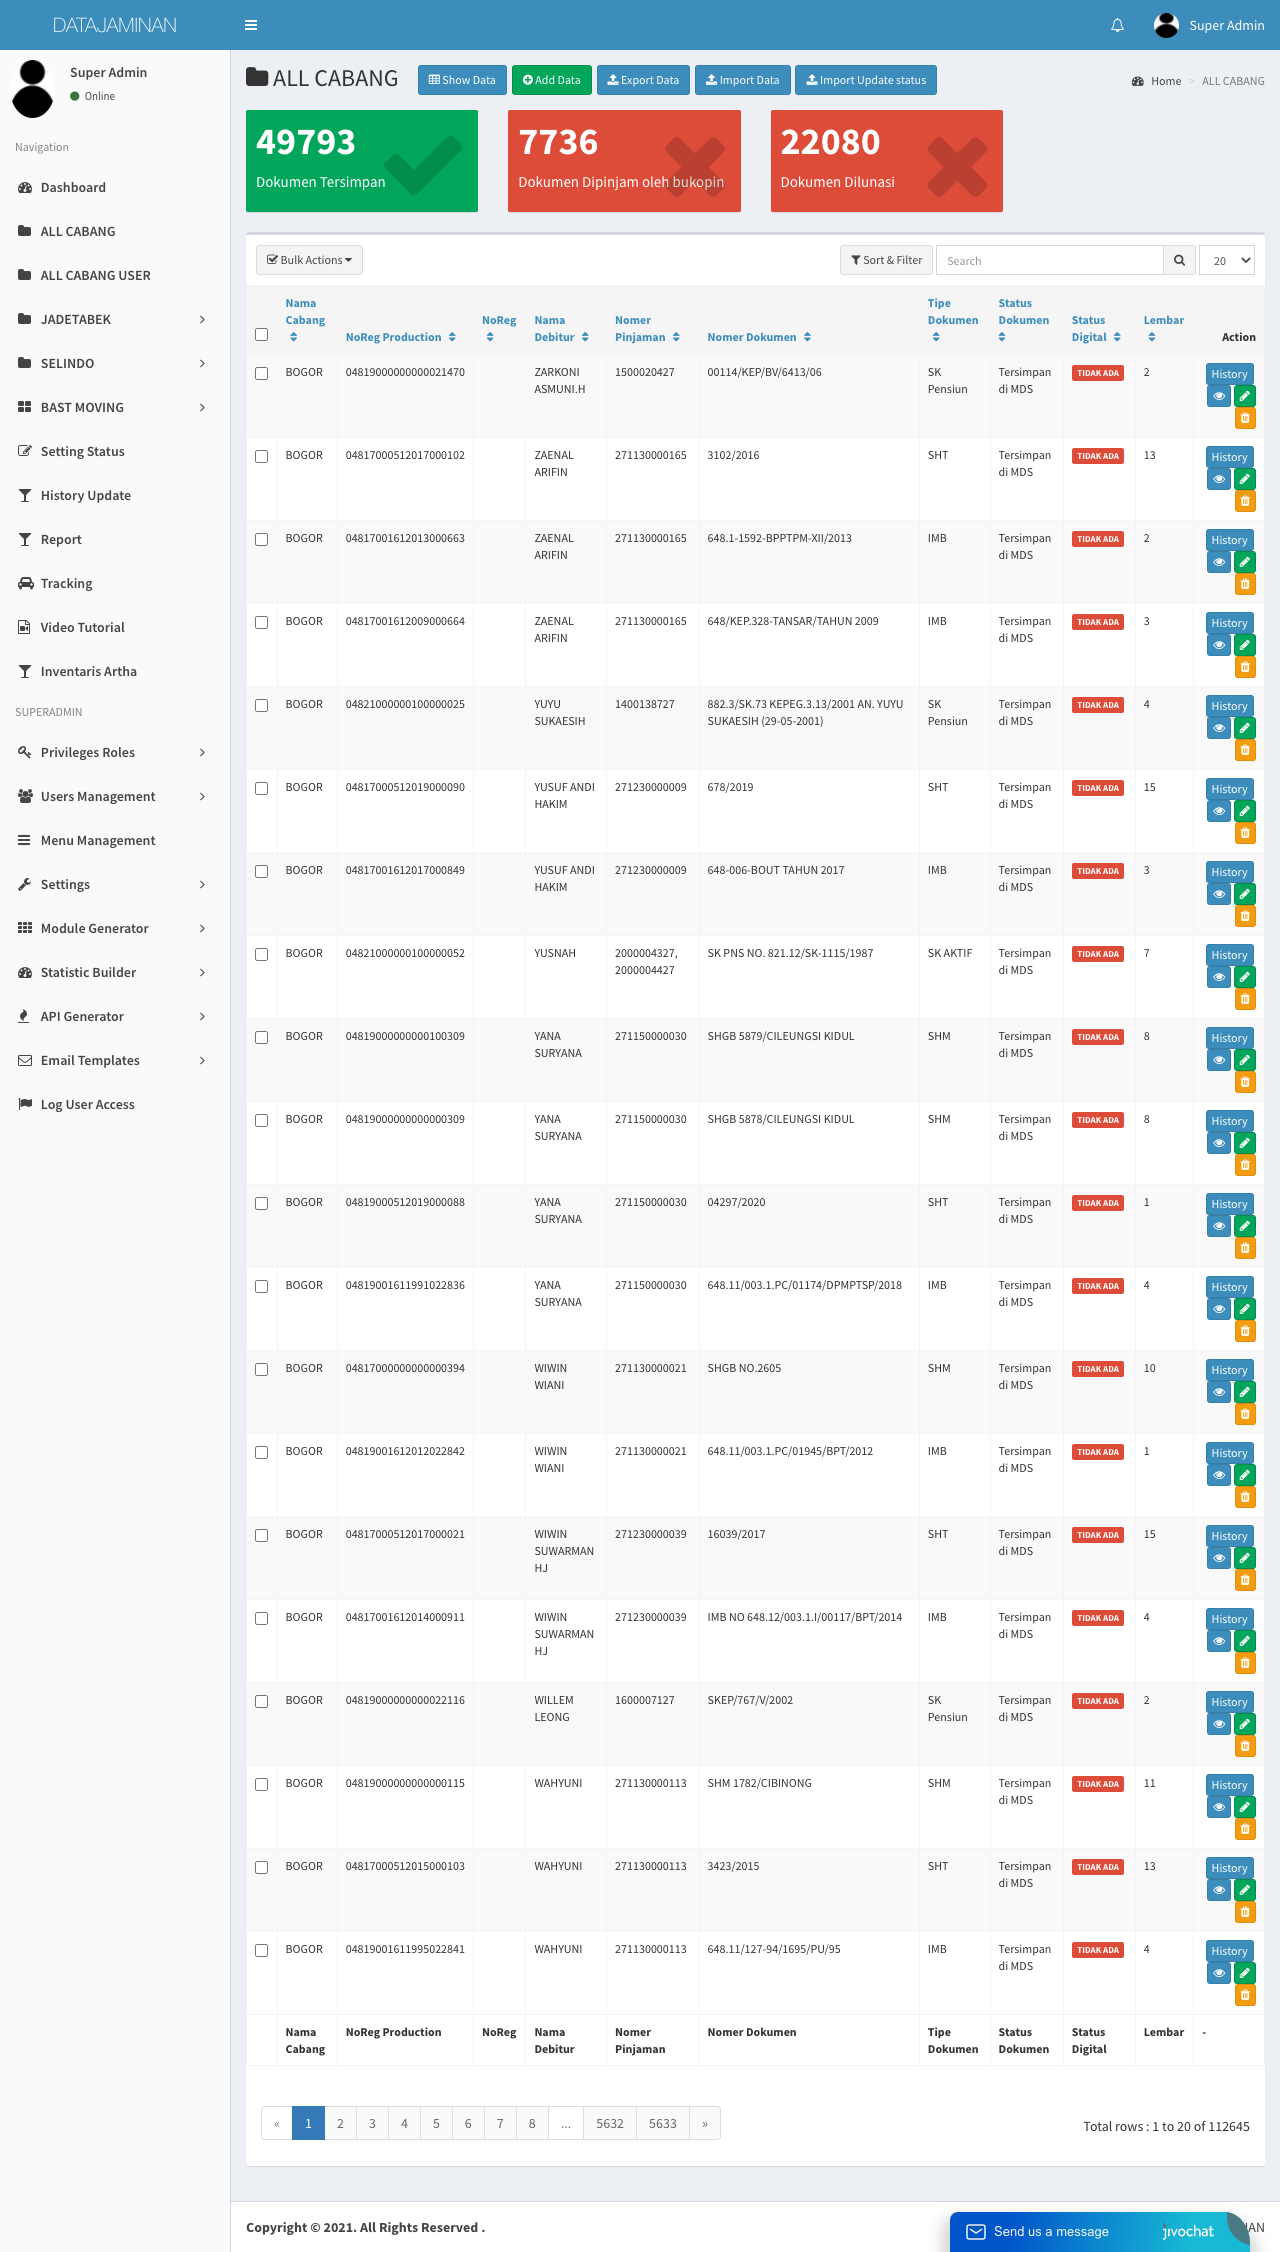 DATAJAMINAN
Super Admin
Super Admin
Online
Navigation
Dashboard
ALL CABANG
ALL CABANG USER
JADETABEK
SELINDO
BAST MOVING
Setting Status
History Update
Report
Tracking
Video Tutorial
Inventaris Artha
SUPERADMIN
Privileges Roles
Users Management
Menu Management
Settings
Module Generator
Statistic Builder
API Generator
Email Templates
Log User Access
ALL CABANG Show Data Add Data Export Data Import Data Import Update status
Home > ALL CABANG
49793
Dokumen Tersimpan
7736
Dokumen Dipinjam oleh bukopin
22080
Dokumen Dilunasi
Bulk Actions Sort & Filter Search 20
Nama Cabang NoReg Production NoReg Nama Debitur Nomer Pinjaman Nomer Dokumen Tipe Dokumen Status Dokumen Status Digital Lembar Action
BOGOR 04819000000000021470 ZARKONI ASMUNI.H 1500020427 00114/KEP/BV/6413/06 SK Pensiun Tersimpan di MDS TIDAK ADA 2 History
BOGOR 04817000512017000102 ZAENAL ARIFIN 271130000165 3102/2016 SHT Tersimpan di MDS TIDAK ADA 13 History
BOGOR 04817001612013000663 ZAENAL ARIFIN 271130000165 648.1-1592-BPPTPM-XII/2013 IMB Tersimpan di MDS TIDAK ADA 2 History
BOGOR 04817001612009000664 ZAENAL ARIFIN 271130000165 648/KEP.328-TANSAR/TAHUN 2009 IMB Tersimpan di MDS TIDAK ADA 3 History
BOGOR 04821000000100000025 YUYU SUKAESIH 1400138727 882.3/SK.73 KEPEG.3.13/2001 AN. YUYU SUKAESIH (29-05-2001) SK Pensiun Tersimpan di MDS TIDAK ADA 4 History
BOGOR 04817000512019000090 YUSUF ANDI HAKIM 271230000009 678/2019 SHT Tersimpan di MDS TIDAK ADA 15 History
BOGOR 04817001612017000849 YUSUF ANDI HAKIM 271230000009 648-006-BOUT TAHUN 2017 IMB Tersimpan di MDS TIDAK ADA 3 History
BOGOR 04821000000100000052 YUSNAH 2000004327, 2000004427 SK PNS NO. 821.12/SK-1115/1987 SK AKTIF Tersimpan di MDS TIDAK ADA 7 History
BOGOR 04819000000000100309 YANA SURYANA 271150000030 SHGB 5879/CILEUNGSI KIDUL SHM Tersimpan di MDS TIDAK ADA 8 History
BOGOR 04819000000000000309 YANA SURYANA 271150000030 SHGB 5878/CILEUNGSI KIDUL SHM Tersimpan di MDS TIDAK ADA 8 History
BOGOR 04819000512019000088 YANA SURYANA 271150000030 04297/2020 SHT Tersimpan di MDS TIDAK ADA 1 History
BOGOR 04819001611991022836 YANA SURYANA 271150000030 648.11/003.1.PC/01174/DPMPTSP/2018 IMB Tersimpan di MDS TIDAK ADA 4 History
BOGOR 04817000000000000394 WIWIN WIANI 271130000021 SHGB NO.2605 SHM Tersimpan di MDS TIDAK ADA 10 History
BOGOR 04819001612012022842 WIWIN WIANI 271130000021 648.11/003.1.PC/01945/BPT/2012 IMB Tersimpan di MDS TIDAK ADA 1 History
BOGOR 04817000512017000021 WIWIN SUWARMAN HJ 271230000039 16039/2017 SHT Tersimpan di MDS TIDAK ADA 15 History
BOGOR 04817001612014000911 WIWIN SUWARMAN HJ 271230000039 IMB NO 648.12/003.1.I/00117/BPT/2014 IMB Tersimpan di MDS TIDAK ADA 4 History
BOGOR 04819000000000022116 WILLEM LEONG 1600007127 SKEP/767/V/2002 SK Pensiun Tersimpan di MDS TIDAK ADA 2 History
BOGOR 04819000000000000115 WAHYUNI 271130000113 SHM 1782/CIBINONG SHM Tersimpan di MDS TIDAK ADA 11 History
BOGOR 04817000512015000103 WAHYUNI 271130000113 3423/2015 SHT Tersimpan di MDS TIDAK ADA 13 History
BOGOR 04819001611995022841 WAHYUNI 271130000113 648.11/127-94/1695/PU/95 IMB Tersimpan di MDS TIDAK ADA 4 History
Nama Cabang NoReg Production NoReg Nama Debitur Nomer Pinjaman Nomer Dokumen Tipe Dokumen Status Dokumen Status Digital Lembar -
« 1 2 3 4 5 6 7 8 ... 5632 5633 »
Total rows : 1 to 20 of 112645
Copyright © 2021. All Rights Reserved .
Send us a message jivochat